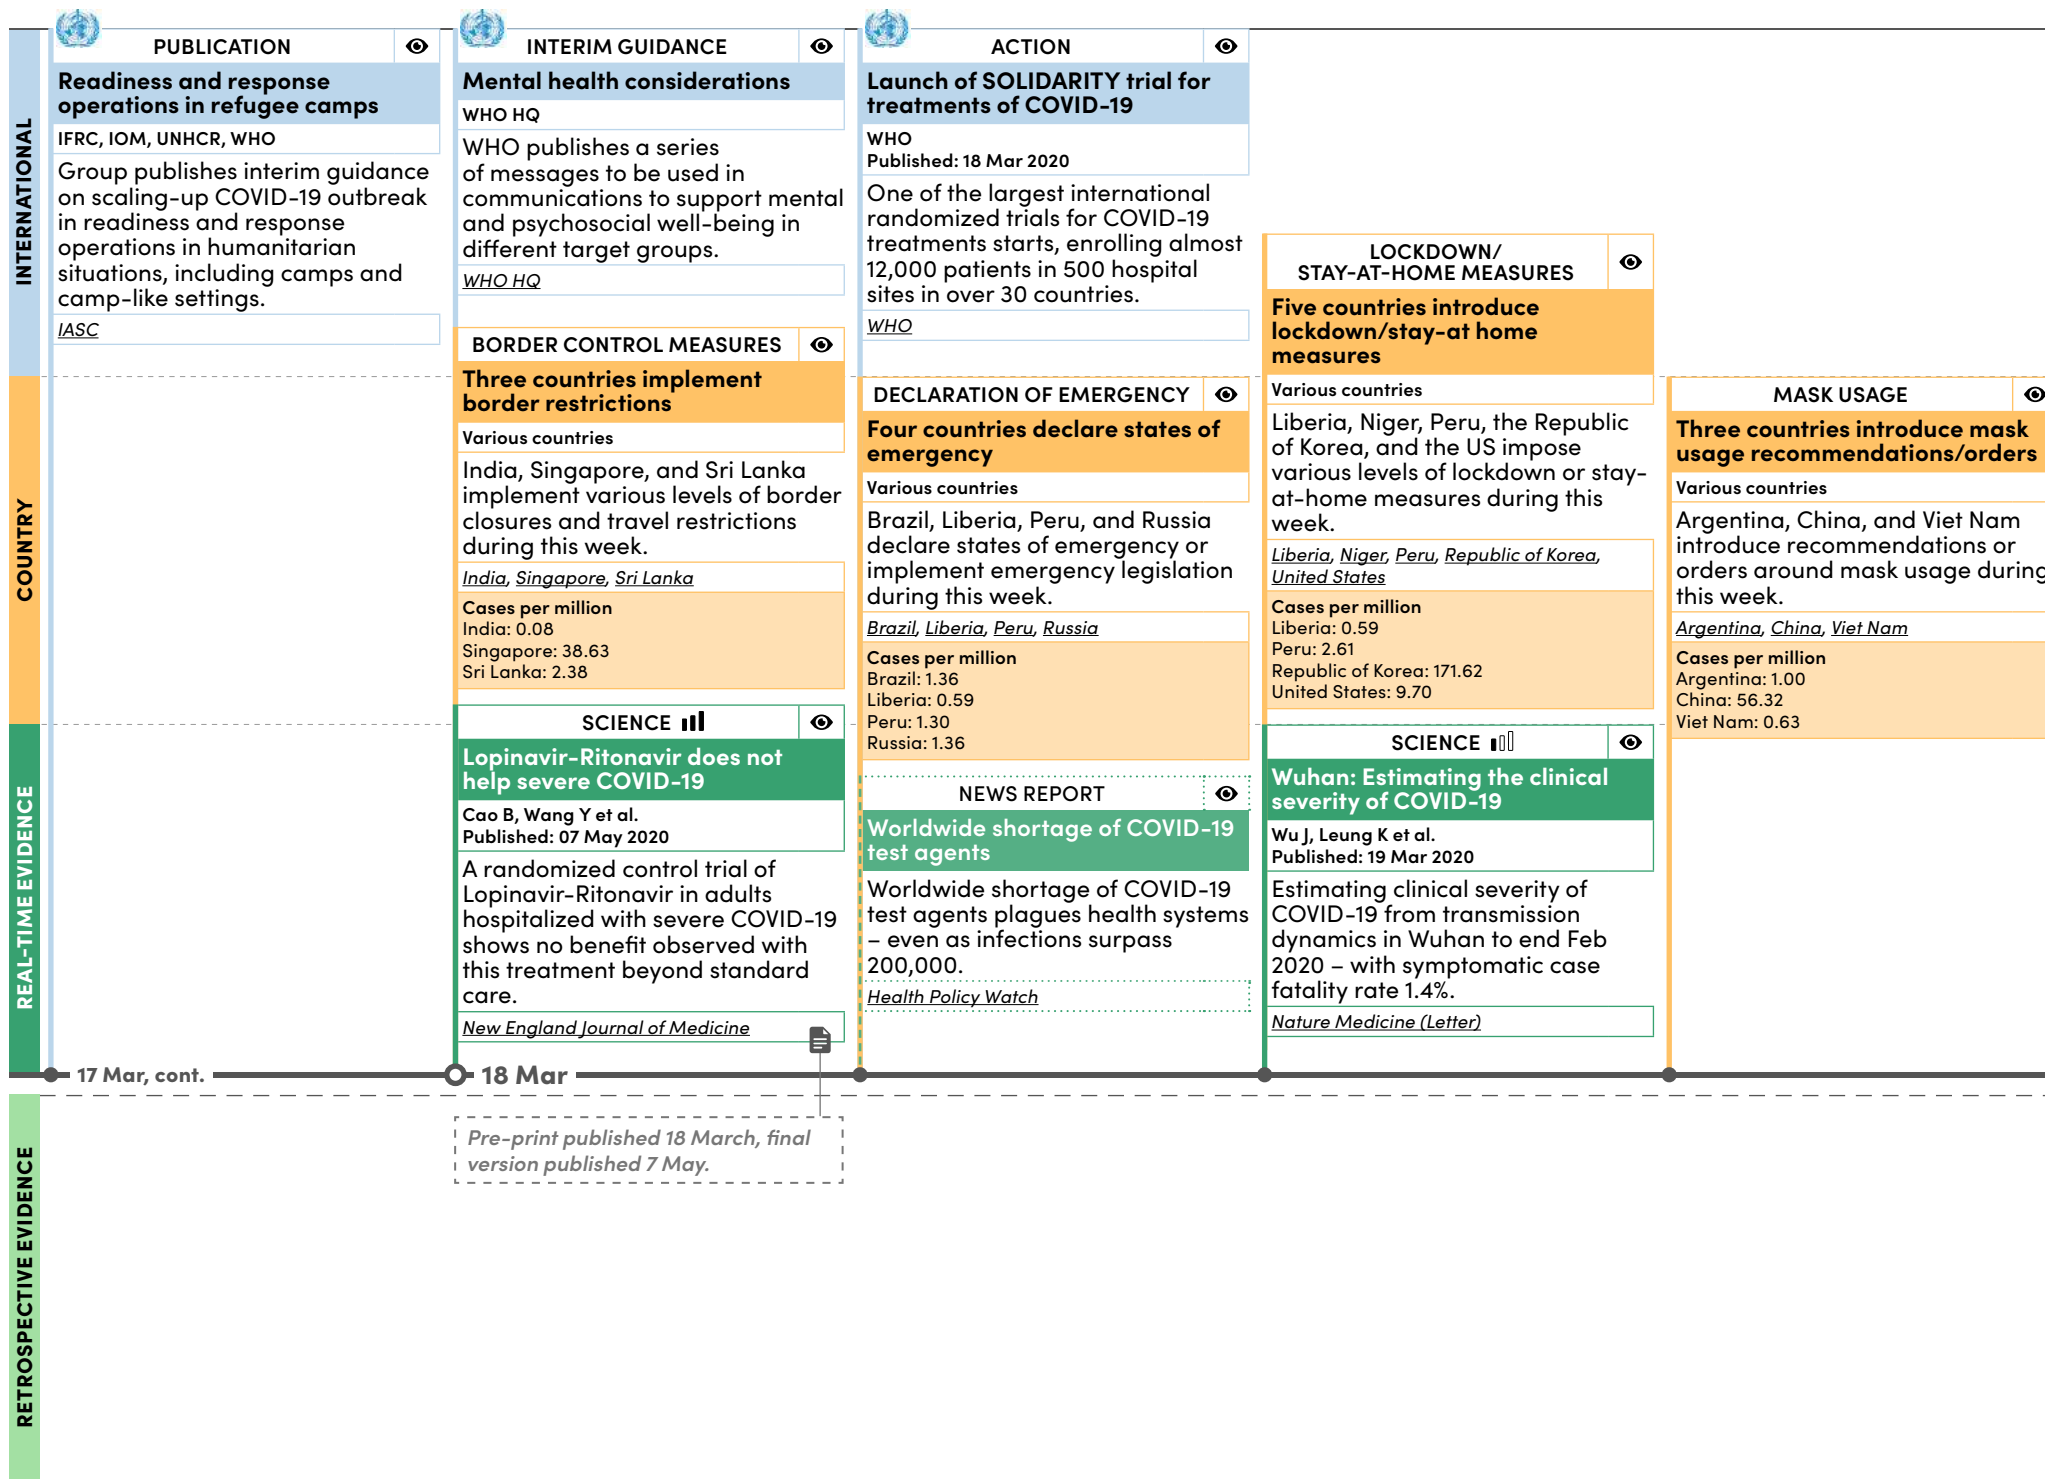 INTERNATIONAL
PUBLICATION
Readiness and response
operations in refugee camps
IFRC, IOM, UNHCR, WHO
Group publishes interim guidance
on scaling-up COVID-19 outbreak
in readiness and response
operations in humanitarian
situations, including camps and
camp-like settings.
IASC
INTERIM GUIDANCE
Mental health considerations
WHO HQ
WHO publishes a series
of messages to be used in
communications to support mental
and psychosocial well-being in
different target groups.
WHO HQ
ACTION
Launch of SOLIDARITY trial for
treatments of COVID-19
WHO
Published: 18 Mar 2020
One of the largest international
randomized trials for COVID-19
treatments starts, enrolling almost
12,000 patients in 500 hospital
sites in over 30 countries.
WHO
COUNTRY
BORDER CONTROL MEASURES
Three countries implement
border restrictions
Various countries
India, Singapore, and Sri Lanka
implement various levels of border
closures and travel restrictions
during this week.
India, Singapore, Sri Lanka
Cases per million
India: 0.08
Singapore: 38.63
Sri Lanka: 2.38
DECLARATION OF EMERGENCY
Four countries declare states of
emergency
Various countries
Brazil, Liberia, Peru, and Russia
declare states of emergency or
implement emergency legislation
during this week.
Brazil, Liberia, Peru, Russia
Cases per million
Brazil: 1.36
Liberia: 0.59
Peru: 1.30
Russia: 1.36
LOCKDOWN/
STAY-AT-HOME MEASURES
Five countries introduce
lockdown/stay-at home
measures
Various countries
Liberia, Niger, Peru, the Republic
of Korea, and the US impose
various levels of lockdown or stay-
at-home measures during this
week.
Liberia, Niger, Peru, Republic of Korea,
United States
Cases per million
Liberia: 0.59
Peru: 2.61
Republic of Korea: 171.62
United States: 9.70
MASK USAGE
Three countries introduce mask
usage recommendations/orders
Various countries
Argentina, China, and Viet Nam
introduce recommendations or
orders around mask usage during
this week.
Argentina, China, Viet Nam
Cases per million
Argentina: 1.00
China: 56.32
Viet Nam: 0.63
REAL-TIME EVIDENCE
SCIENCE
Lopinavir-Ritonavir does not
help severe COVID-19
Cao B, Wang Y et al.
Published: 07 May 2020
A randomized control trial of
Lopinavir-Ritonavir in adults
hospitalized with severe COVID-19
shows no benefit observed with
this treatment beyond standard
care.
New England Journal of Medicine
NEWS REPORT
Worldwide shortage of COVID-19
test agents
Worldwide shortage of COVID-19
test agents plagues health systems
– even as infections surpass
200,000.
Health Policy Watch
SCIENCE
Wuhan: Estimating the clinical
severity of COVID-19
Wu J, Leung K et al.
Published: 19 Mar 2020
Estimating clinical severity of
COVID-19 from transmission
dynamics in Wuhan to end Feb
2020 – with symptomatic case
fatality rate 1.4%.
Nature Medicine (Letter)
17 Mar, cont.
18 Mar
Pre-print published 18 March, final
version published 7 May.
RETROSPECTIVE EVIDENCE